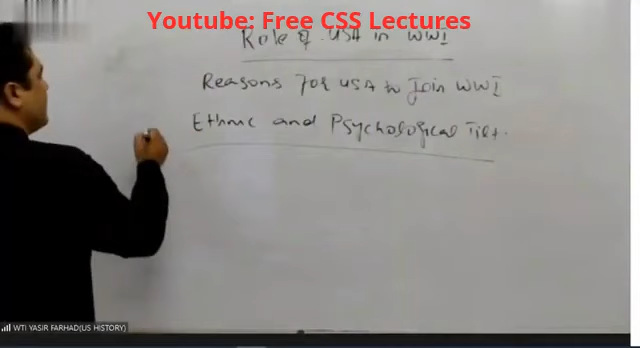 Youtube: Free CSS Lectures
Role of USA in WWI
Reasons for USA to Join WWI
Ethnic and Psychological Tilt.
WTI YASIR FARHAD(US HISTORY)